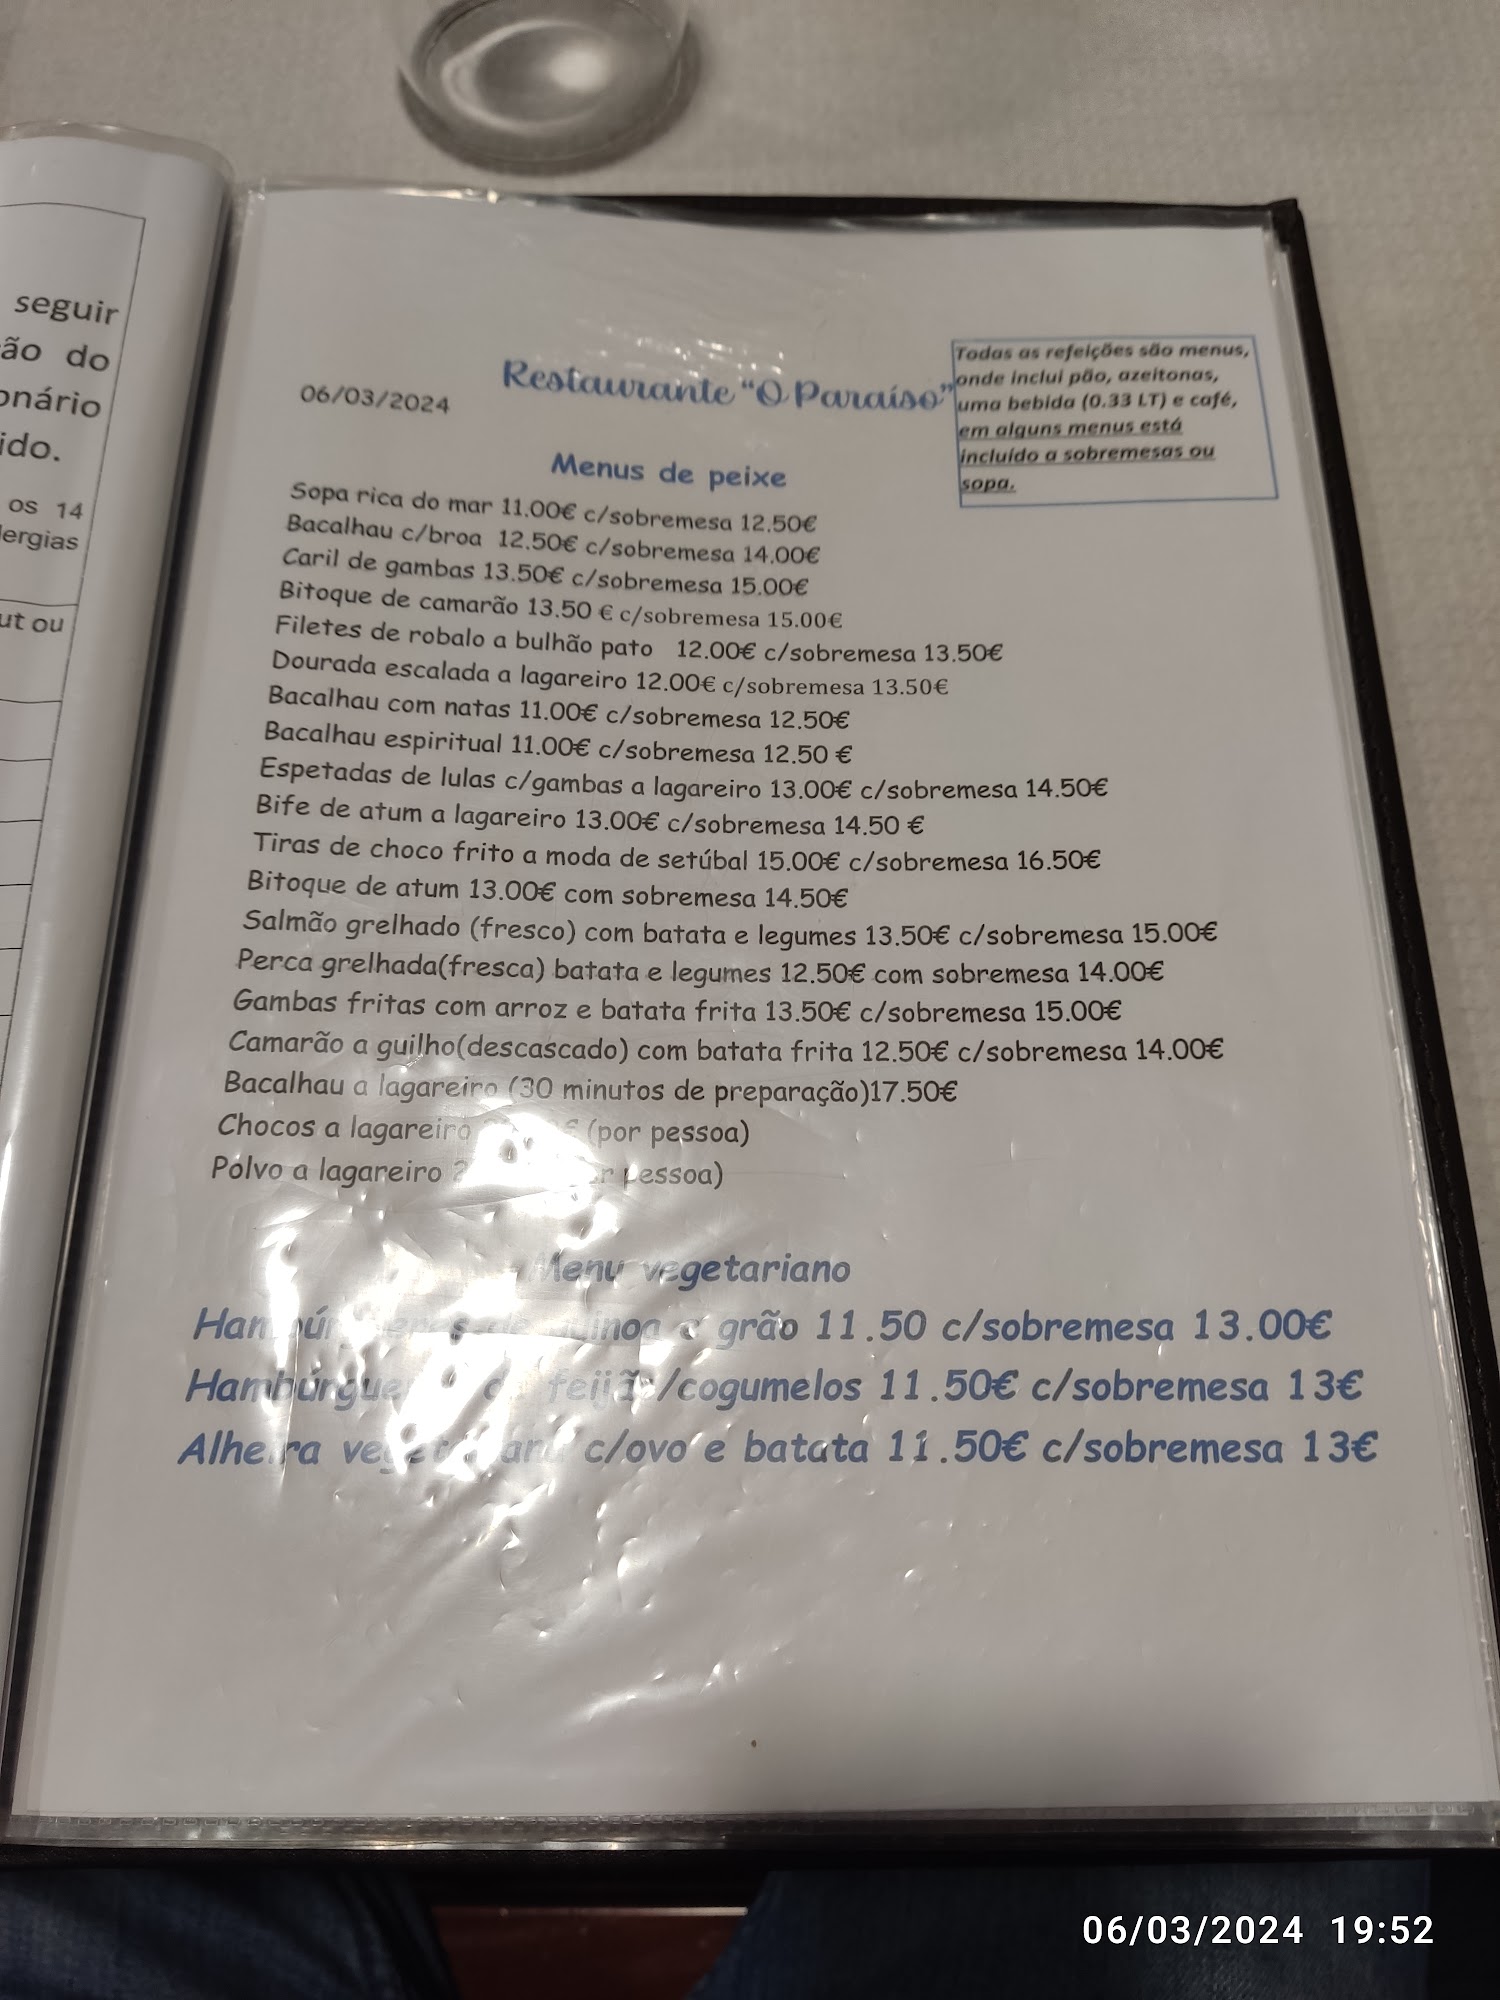 seguir
ão do
onário
ido.
os 14
lergias
ut ou
06/03/2024
Restaurante "O Paraíso"
Todas as refeições são menus,
onde inclui pão, azeitonas,
uma bebida (0.33 LT) e café,
em alguns menus está
incluído a sobremesas ou
sopa.
Menus de peixe
Sopa rica do mar 11.00€ c/sobremesa 12.50€
Bacalhau c/broa 12.50€ c/sobremesa 14.00€
Caril de gambas 13.50€ c/sobremesa 15.00€
Bitoque de camarão 13.50 € c/sobremesa 15.00€
Filetes de robalo a bulhão pato 12.00€ c/sobremesa 13.50€
Dourada escalada a lagareiro 12.00€ c/sobremesa 13.50€
Bacalhau com natas 11.00€ c/sobremesa 12.50€
Bacalhau espiritual 11.00€ c/sobremesa 12.50 €
Espetadas de lulas c/gambas a lagareiro 13.00€ c/sobremesa 14.50€
Bife de atum a lagareiro 13.00€ c/sobremesa 14.50 €
Tiras de choco frito a moda de setúbal 15.00€ c/sobremesa 16.50€
Bitoque de atum 13.00€ com sobremesa 14.50€
Salmão grelhado (fresco) com batata e legumes 13.50€ c/sobremesa 15.00€
Perca grelhada(fresca) batata e legumes 12.50€ com sobremesa 14.00€
Gambas fritas com arroz e batata frita 13.50€ c/sobremesa 15.00€
Camarão a guilho(descascado) com batata frita 12.50€ c/sobremesa 14.00€
Bacalhau a lagareiro (30 minutos de preparação)17.50€
Chocos a lagareiro (por pessoa)
Polvo a lagareiro pessoa)
Menu vegetariano
grão 11.50 c/sobremesa 13.00€
feijão/cogumelos 11.50€ c/sobremesa 13€
Alheira vegetariana c/ovo e batata 11.50€ c/sobremesa 13€
06/03/2024 19:52